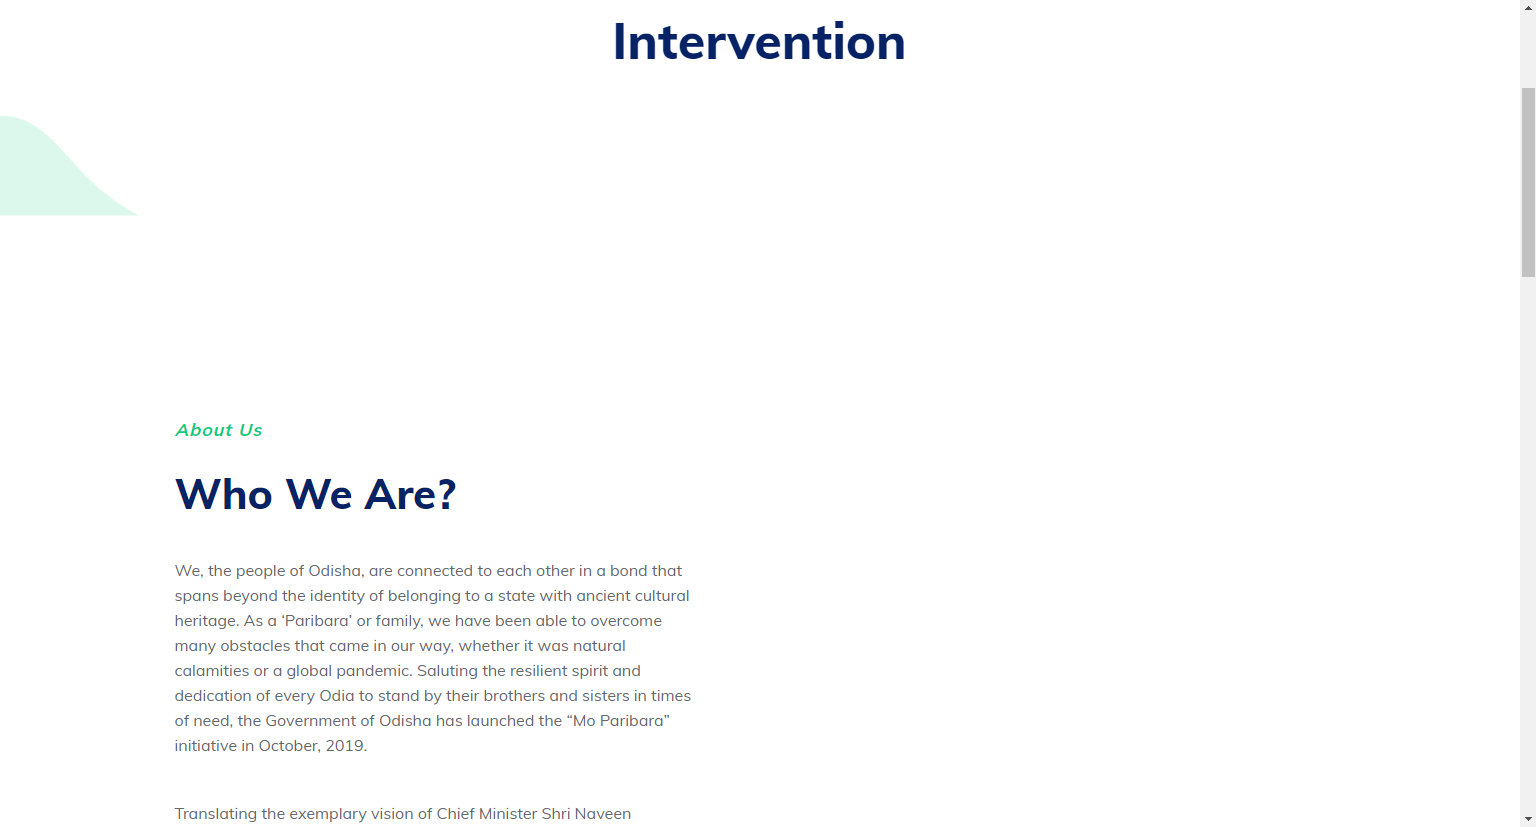 Intervention
About Us
Who We Are?
We, the people of Odisha, are connected to each other in a bond that
spans beyond the identity of belonging to a state with ancient cultural
heritage. As a ‘Paribara’ or family, we have been able to overcome
many obstacles that came in our way, whether it was natural
calamities or a global pandemic. Saluting the resilient spirit and
dedication of every Odia to stand by their brothers and sisters in times
of need, the Government of Odisha has launched the “Mo Paribara”
initiative in October, 2019.
Translating the exemplary vision of Chief Minister Shri Naveen